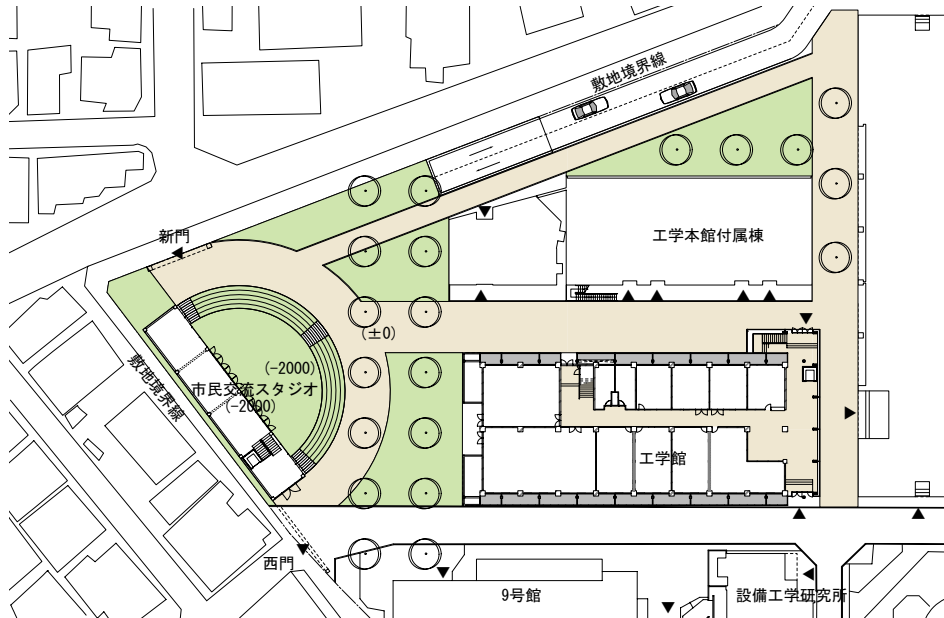 敷地境界線
新門
工学本館付属棟
(±0)
(-2000)
市民交流スタジオ
(-2000)
敷地境界線
工学館
西門
9号館
設備工学研究所